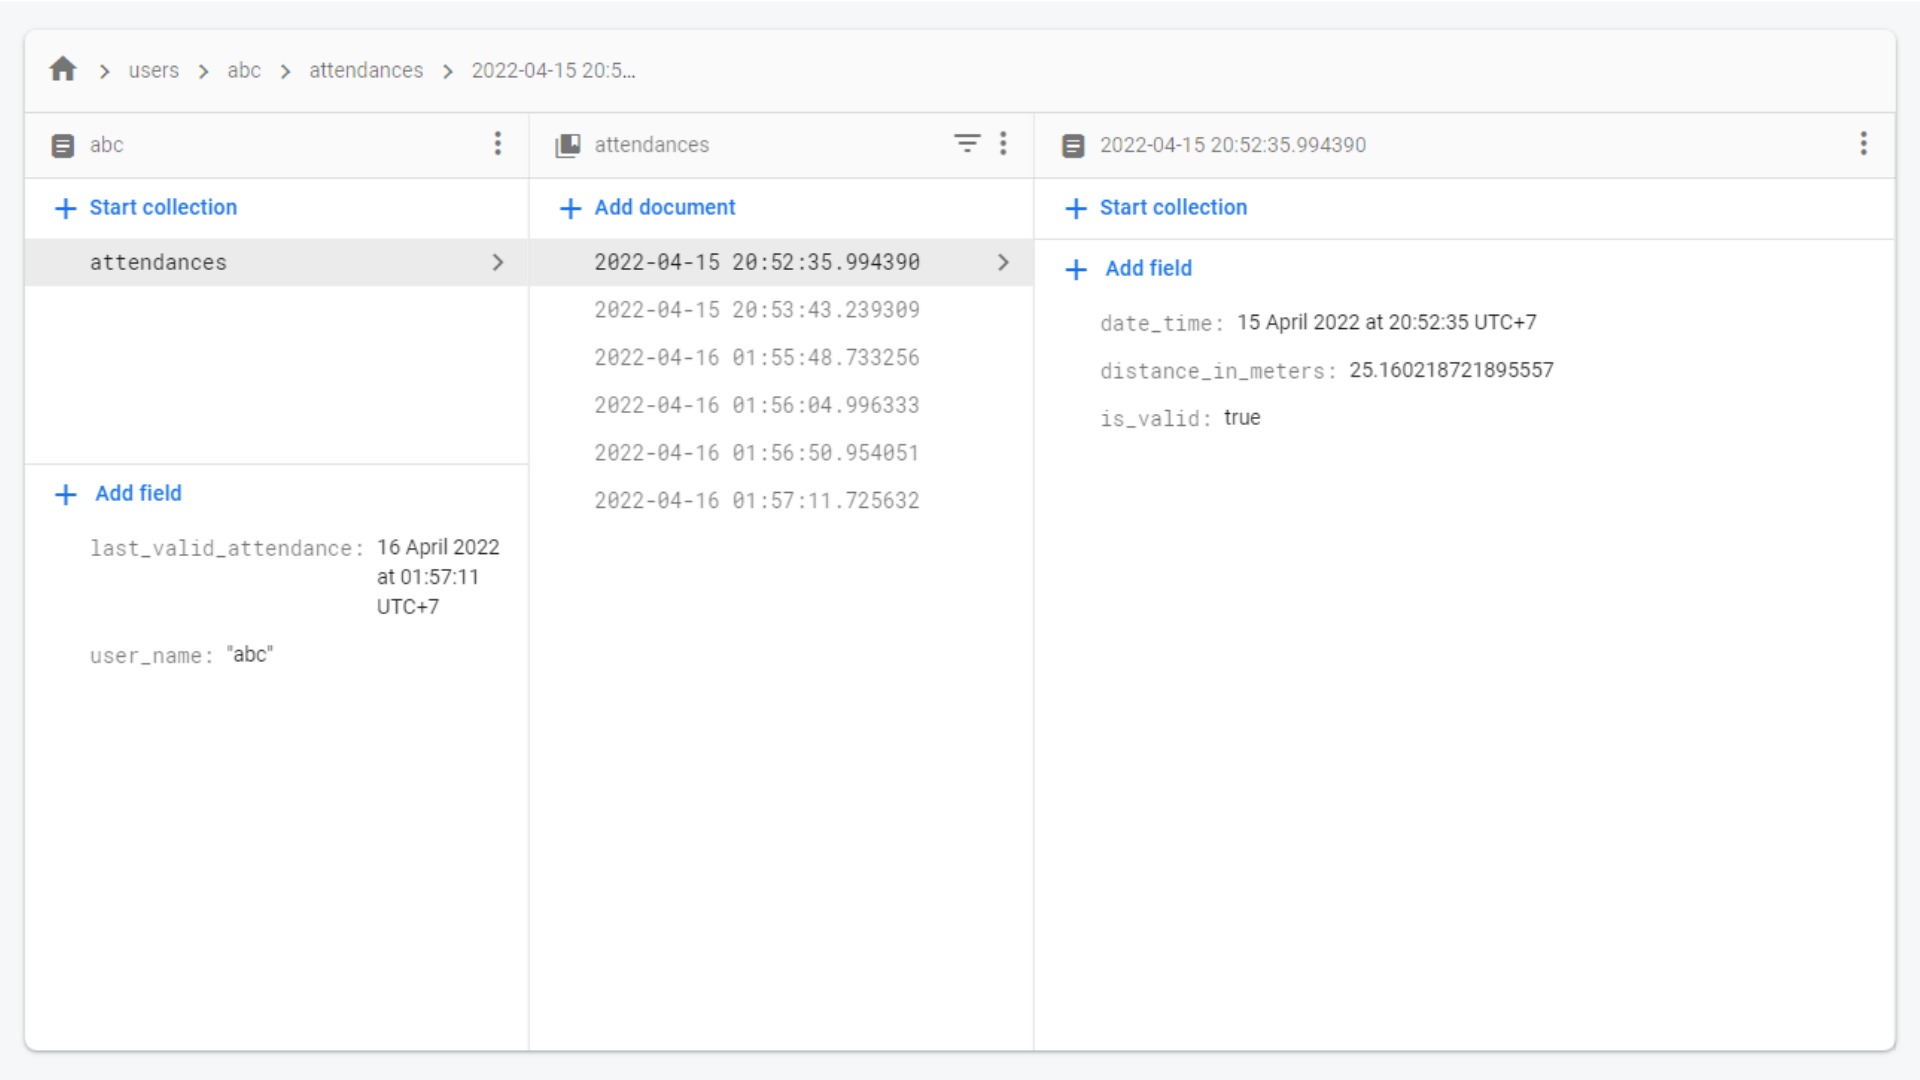 users abc attendances 2022-04-15 20:5...
abc
Start collection
attendances
Add field
last_valid_attendance: 16 April 2022
at 01:57:11
UTC+7
user_name: "abc"
attendances
Add document
2022-04-15 20:52:35.994390
2022-04-15 20:53:43.239309
2022-04-16 01:55:48.733256
2022-04-16 01:56:04.996333
2022-04-16 01:56:50.954051
2022-04-16 01:57:11.725632
2022-04-15 20:52:35.994390
Start collection
Add field
date_time: 15 April 2022 at 20:52:35 UTC+7
distance_in_meters: 25.160218721895557
is_valid: true